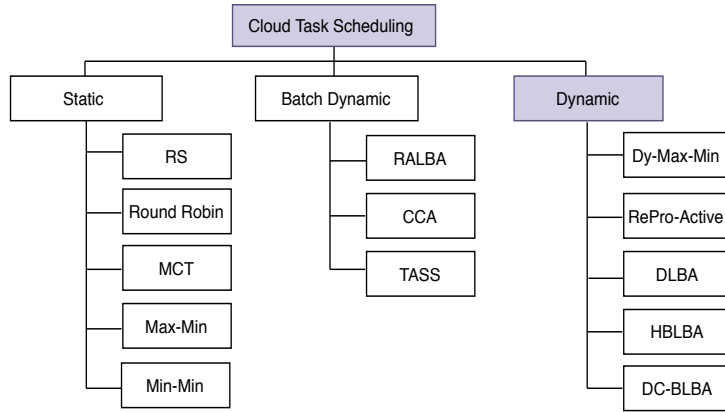 Cloud Task Scheduling
Static
Batch Dynamic
Dynamic
RS
Round Robin
MCT
Max-Min
Min-Min
RALBA
CCA
TASS
Dy-Max-Min
RePro-Active
DLBA
HBLBA
DC-BLBA